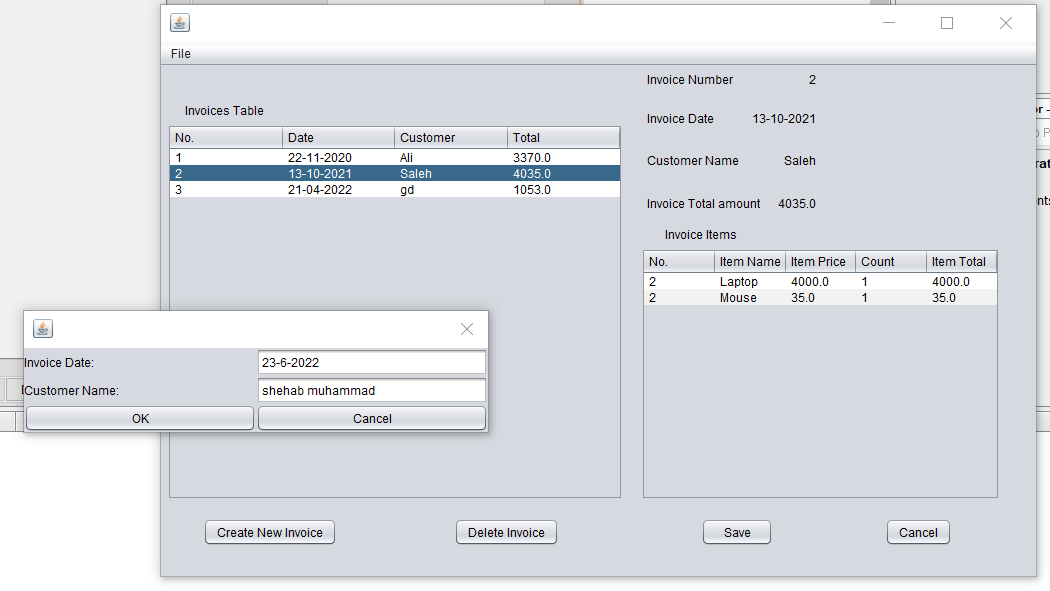 File
Invoice Number 2
Invoices Table
Invoice Date 13-10-2021
No. Date Customer Total
1 22-11-2020 Ali 3370.0
2 13-10-2021 Saleh 4035.0
3 21-04-2022 gd 1053.0
Customer Name Saleh
Invoice Total amount 4035.0
Invoice Items
No. Item Name Item Price Count Item Total
2 Laptop 4000.0 1 4000.0
2 Mouse 35.0 1 35.0
Invoice Date: 23-6-2022
Customer Name: shehab muhammad
OK Cancel
Create New Invoice Delete Invoice Save Cancel